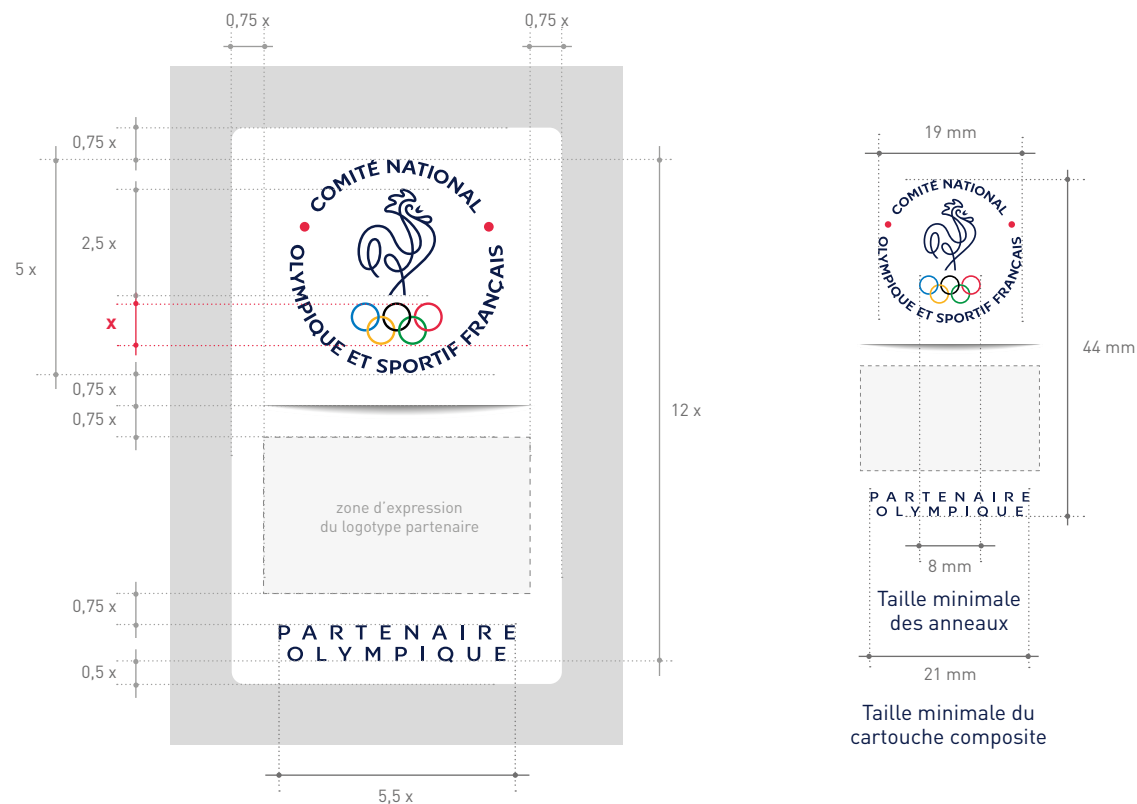 0,75 x
0,75 x
0,75 x
2,5 x
5 x
x
0,75 x
0,75 x
12 x
COMITÉ NATIONAL
OLYMPIQUE ET SPORTIF FRANÇAIS
zone d'expression
du logotype partenaire
0,75 x
0,5 x
PARTENAIRE
OLYMPIQUE
5,5 x
19 mm
COMITÉ NATIONAL
OLYMPIQUE ET SPORTIF FRANÇAIS
44 mm
PARTENAIRE
OLYMPIQUE
8 mm
Taille minimale
des anneaux
21 mm
Taille minimale du
cartouche composite